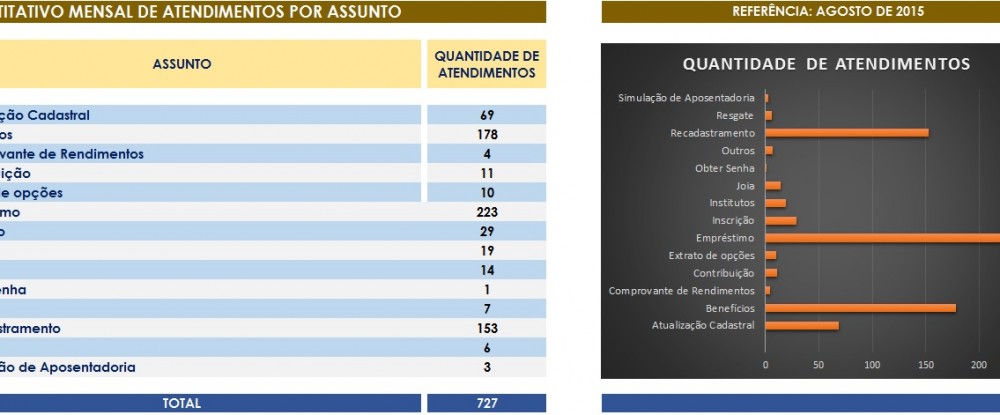 TITATIVO MENSAL DE ATENDIMENTOS POR ASSUNTO
REFERÊNCIA: AGOSTO DE 2015
ASSUNTO
QUANTIDADE DE
ATENDIMENTOS
ção Cadastral 69
os 178
vante de Rendimentos 4
uição 11
e opções 10
mo 223
o 29
19
14
enha 1
7
stramento 153
6
ão de Aposentadoria 3
TOTAL 727
QUANTIDADE DE ATENDIMENTOS
Simulação de Aposentadoria
Resgate
Recadastramento
Outros
Obter Senha
Joia
Institutos
Inscrição
Empréstimo
Extrato de opções
Contribuição
Comprovante de Rendimentos
Benefícios
Atualização Cadastral
0 50 100 150 200